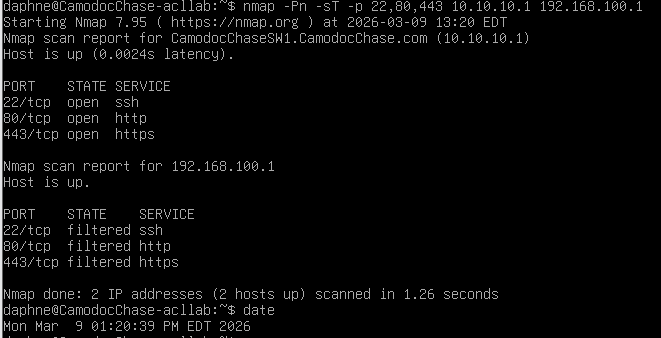 daphne@CamodocChase-acllab:~$ nmap -Pn -sT -p 22,80,443 10.10.10.1 192.168.100.1
Starting Nmap 7.95 ( https://nmap.org ) at 2026-03-09 13:20 EDT
Nmap scan report for CamodocChaseSW1.CamodocChase.com (10.10.10.1)
Host is up (0.0024s latency).
PORT    STATE SERVICE
22/tcp  open  ssh
80/tcp  open  http
443/tcp open  https
Nmap scan report for 192.168.100.1
Host is up.
PORT    STATE    SERVICE
22/tcp  filtered ssh
80/tcp  filtered http
443/tcp filtered https
Nmap done: 2 IP addresses (2 hosts up) scanned in 1.26 seconds
daphne@CamodocChase-acllab:~$ date
Mon Mar  9 01:20:39 PM EDT 2026